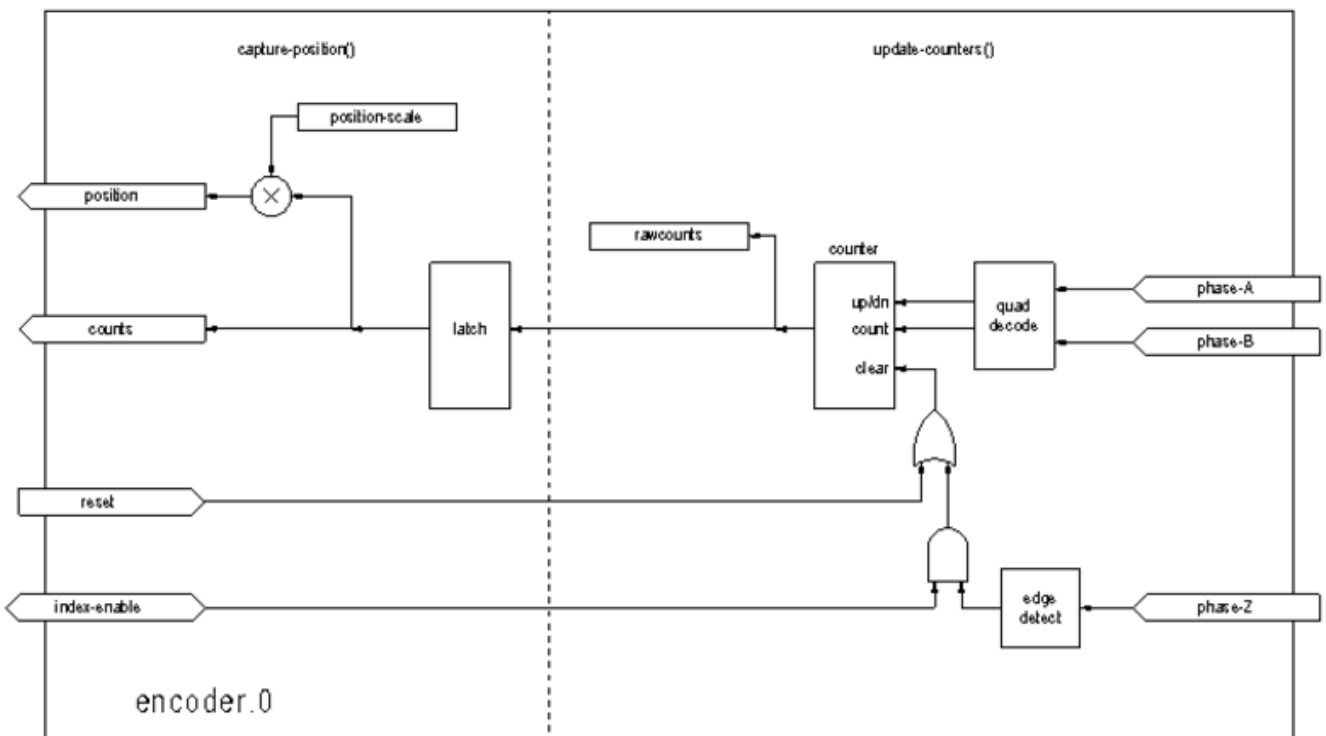 capture-position()
update-counters()
position-scale
position
rawcounts
counter
up/dn
quad
decode
phase-A
counts
latch
count
phase-B
clear
reset
index-enable
edge
detect
phase-Z
encoder.0